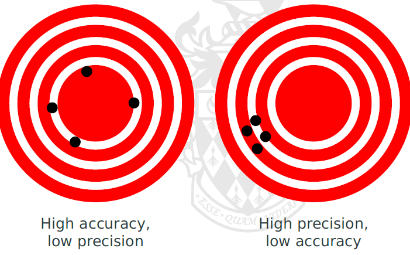 High accuracy,
low precision
High precision,
low accuracy